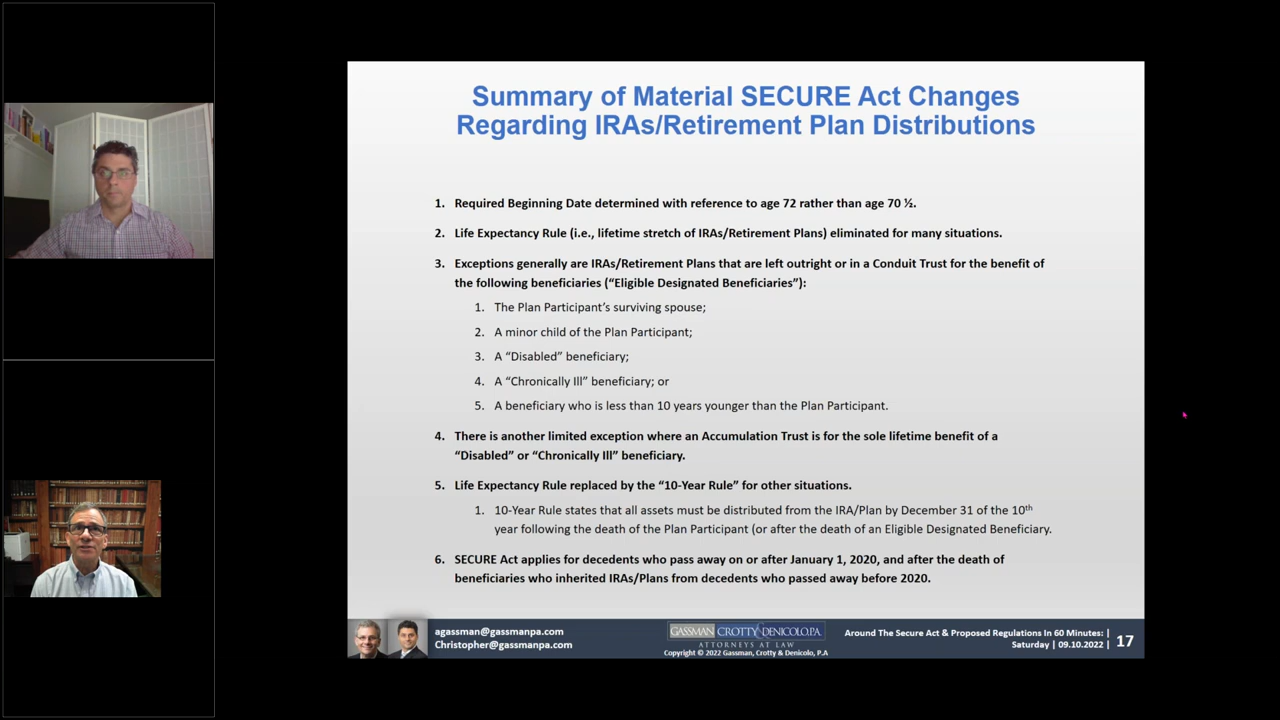 Summary of Material SECURE Act Changes
Regarding IRAs/Retirement Plan Distributions
1. Required Beginning Date determined with reference to age 72 rather than age 70 ½.
2. Life Expectancy Rule (i.e., lifetime stretch of IRAs/Retirement Plans) eliminated for many situations.
3. Exceptions generally are IRAs/Retirement Plans that are left outright or in a Conduit Trust for the benefit of
the following beneficiaries (“Eligible Designated Beneficiaries”):
1. The Plan Participant’s surviving spouse;
2. A minor child of the Plan Participant;
3. A “Disabled” beneficiary;
4. A “Chronically Ill” beneficiary; or
5. A beneficiary who is less than 10 years younger than the Plan Participant.
4. There is another limited exception where an Accumulation Trust is for the sole lifetime benefit of a
“Disabled” or “Chronically Ill” beneficiary.
5. Life Expectancy Rule replaced by the “10-Year Rule” for other situations.
1. 10-Year Rule states that all assets must be distributed from the IRA/Plan by December 31 of the 10th
year following the death of the Plan Participant (or after the death of an Eligible Designated Beneficiary.
6. SECURE Act applies for decedents who pass away on or after January 1, 2020, and after the death of
beneficiaries who inherited IRAs/Plans from decedents who passed away before 2020.
agassman@gassmanpa.com
Christopher@gassmanpa.com
GASSMAN CROTTY DENICOLO, P.A.
ATTORNEYS AT LAW
Copyright © 2022 Gassman, Crotty & Denicolo, P.A
Around The Secure Act & Proposed Regulations In 60 Minutes: |
Saturday | 09.10.2022 |
17